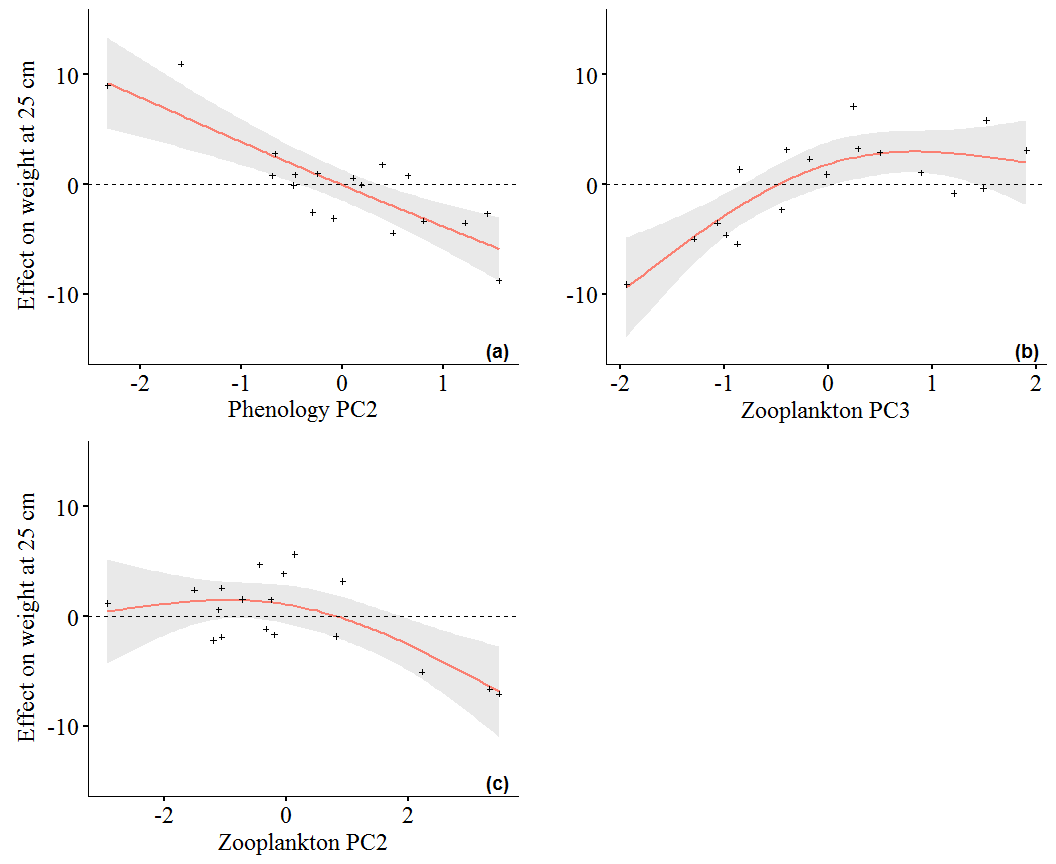 Effect on weight at 25 cm
10
0
-10
(a)
-2 -1 0 1
Phenology PC2
10
0
-10
(b)
-2 -1 0 1 2
Zooplankton PC3
Effect on weight at 25 cm
10
0
-10
(c)
-2 0 2
Zooplankton PC2